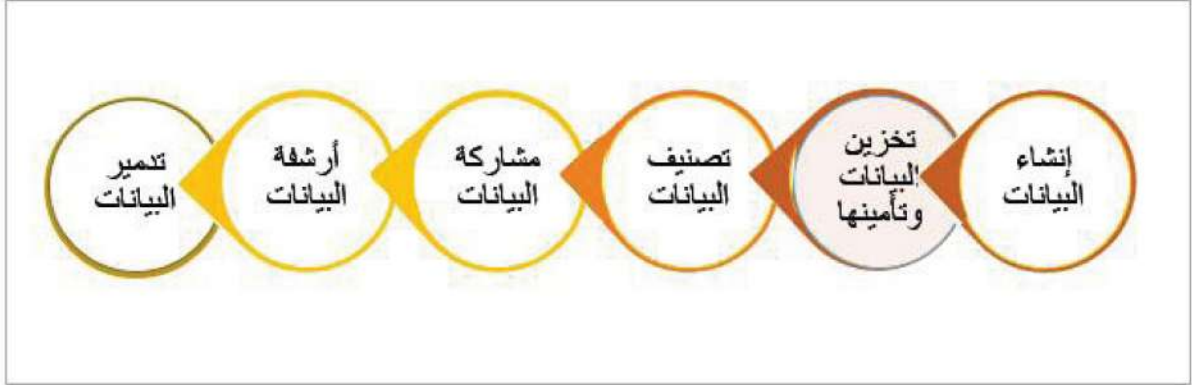 إنشاء
البيانات
تخزين
البيانات
وتأمينها
تصنيف
البيانات
مشاركة
البيانات
أرشفة
البيانات
تدمير
البيانات